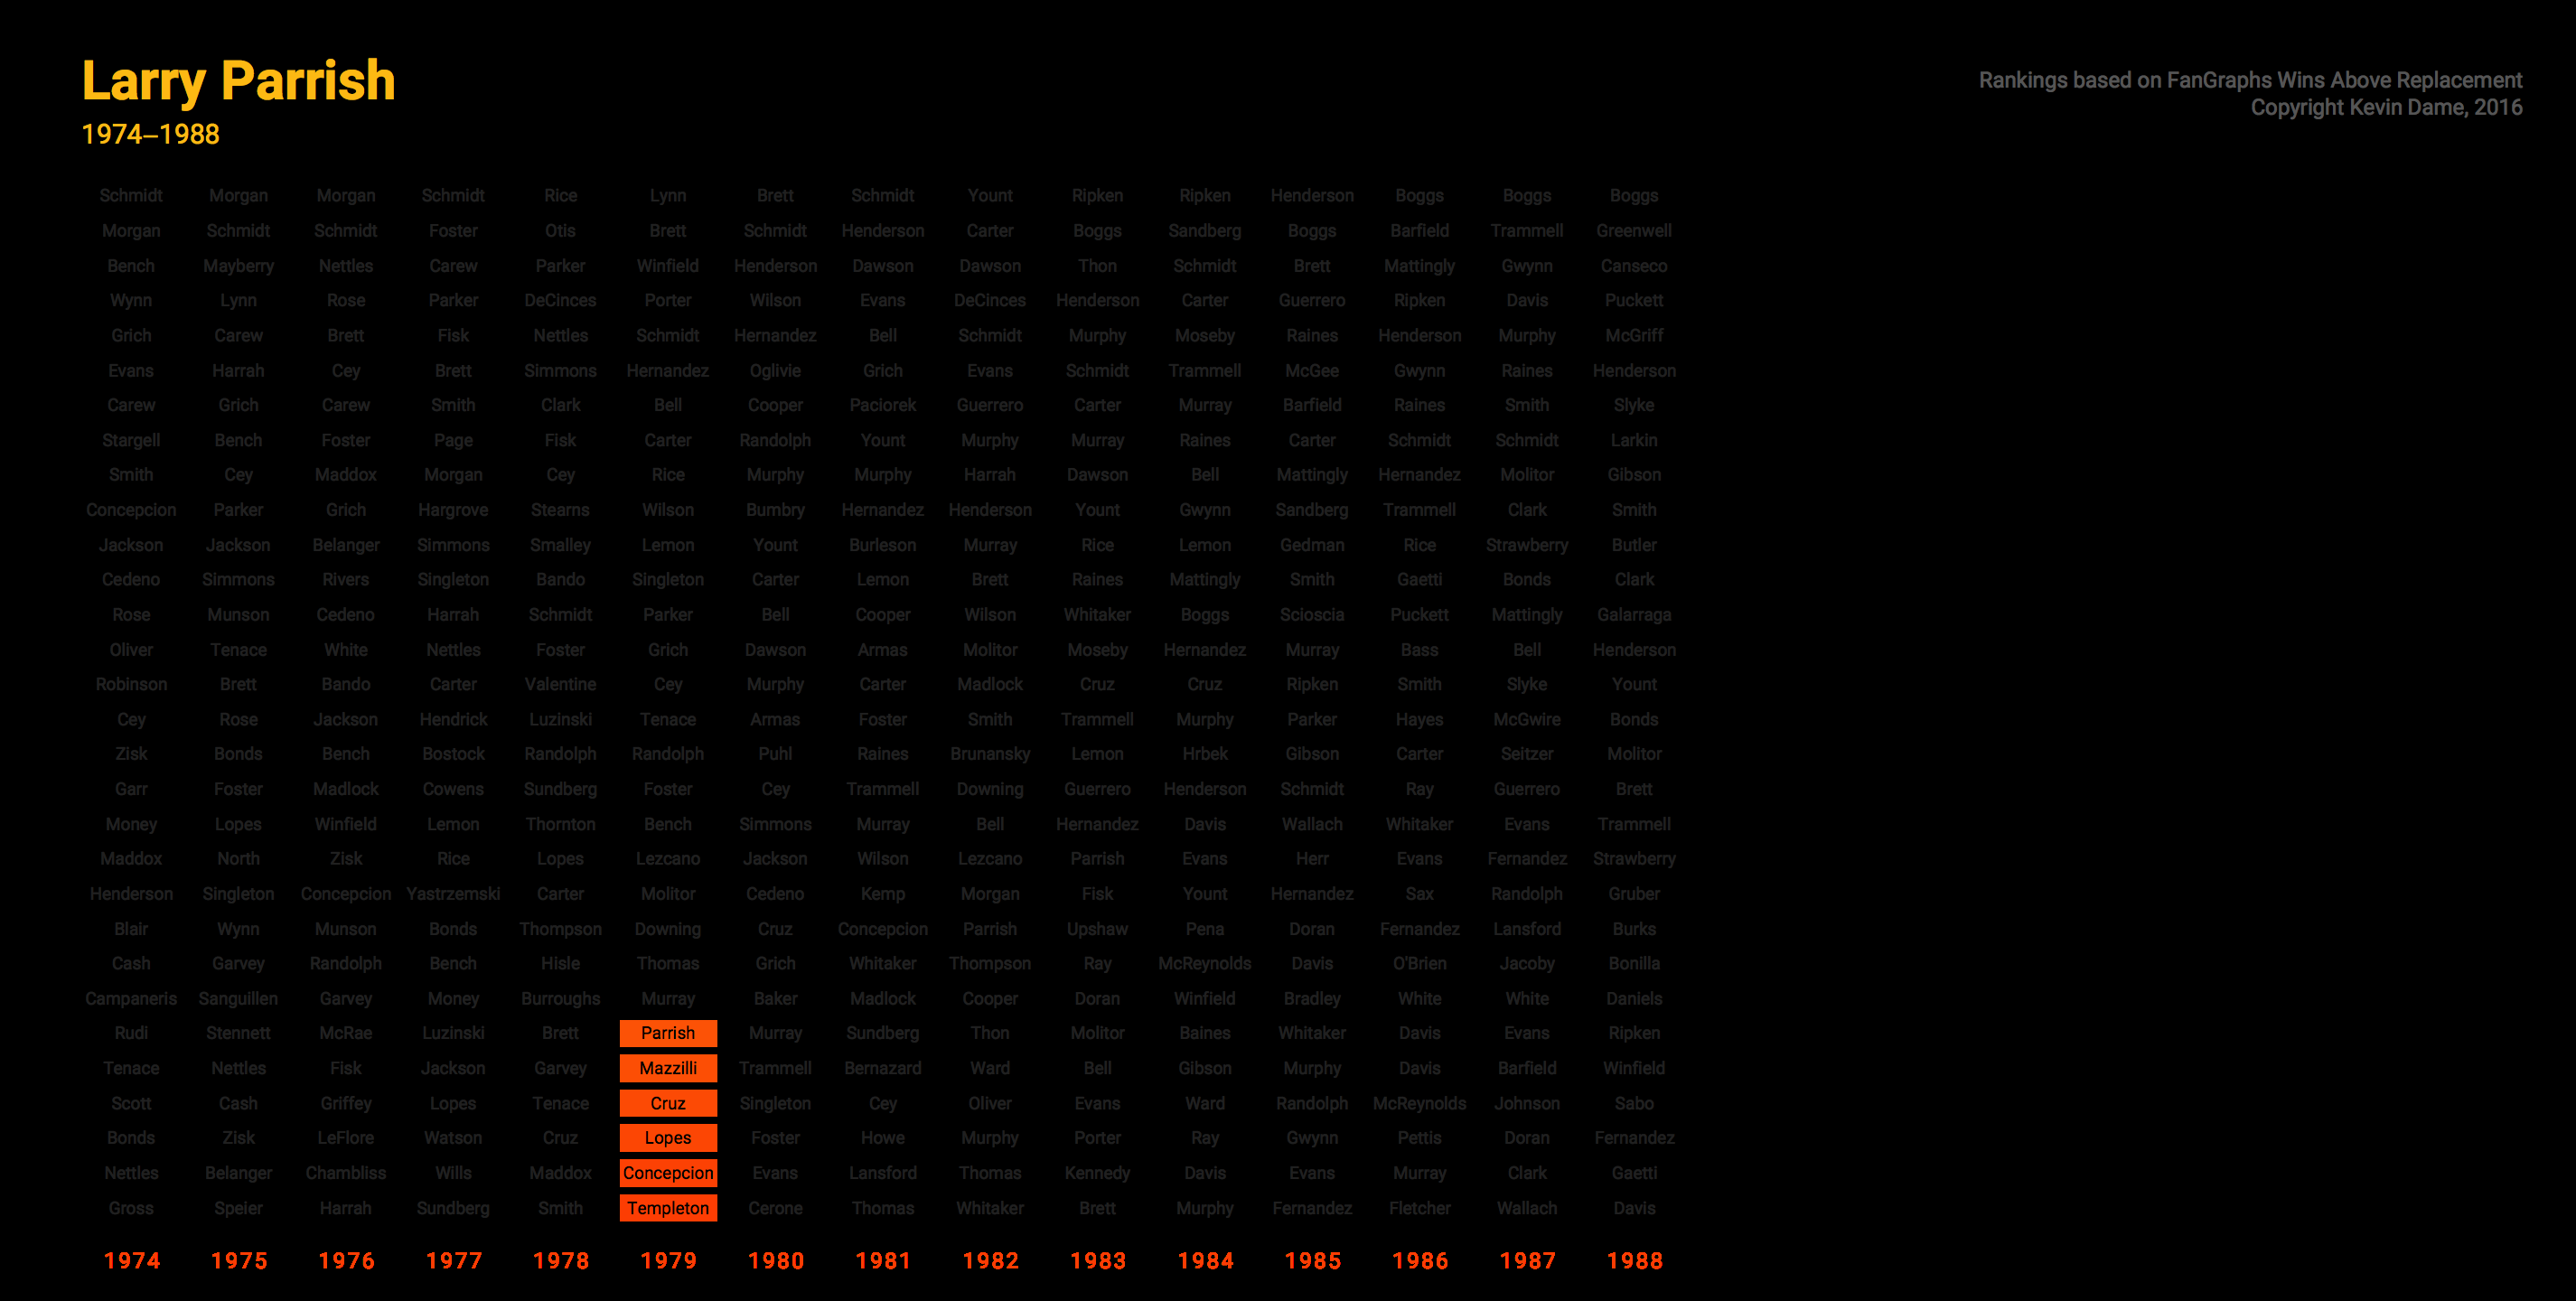 Larry Parrish
1974–1988
Rankings based on FanGraphs Wins Above Replacement
Copyright Kevin Dame, 2016
Schmidt Morgan Morgan Schmidt Rice Lynn Brett Schmidt Yount Ripken Ripken Henderson Boggs Boggs Boggs
Morgan Schmidt Schmidt Foster Otis Brett Schmidt Henderson Carter Boggs Sandberg Boggs Barfield Trammell Greenwell
Bench Mayberry Nettles Carew Parker Winfield Henderson Dawson Dawson Thon Schmidt Brett Mattingly Gwynn Canseco
Wynn Lynn Rose Parker DeCinces Porter Wilson Evans DeCinces Henderson Carter Guerrero Ripken Davis Puckett
Grich Carew Brett Fisk Nettles Schmidt Hernandez Bell Schmidt Murphy Moseby Raines Henderson Murphy McGriff
Evans Harrah Cey Brett Simmons Hernandez Oglivie Grich Evans Schmidt Trammell McGee Gwynn Raines Henderson
Carew Grich Carew Smith Clark Bell Cooper Paciorek Guerrero Carter Murray Barfield Raines Smith Slyke
Stargell Bench Foster Page Fisk Carter Randolph Yount Murphy Murray Raines Carter Schmidt Schmidt Larkin
Smith Cey Maddox Morgan Cey Rice Murphy Murphy Harrah Dawson Bell Mattingly Hernandez Molitor Gibson
Concepcion Parker Grich Hargrove Stearns Wilson Bumbry Hernandez Henderson Yount Gwynn Sandberg Trammell Clark Smith
Jackson Jackson Belanger Simmons Smalley Lemon Yount Burleson Murray Rice Lemon Gedman Rice Strawberry Butler
Cedeno Simmons Rivers Singleton Bando Singleton Carter Lemon Brett Raines Mattingly Smith Gaetti Bonds Clark
Rose Munson Cedeno Harrah Schmidt Parker Bell Cooper Wilson Whitaker Boggs Scioscia Puckett Mattingly Galarraga
Oliver Tenace White Nettles Foster Grich Dawson Armas Molitor Moseby Hernandez Murray Bass Bell Henderson
Robinson Brett Bando Carter Valentine Cey Murphy Carter Madlock Cruz Cruz Ripken Smith Slyke Yount
Cey Rose Jackson Hendrick Luzinski Tenace Armas Foster Smith Trammell Murphy Parker Hayes McGwire Bonds
Zisk Bonds Bench Bostock Randolph Randolph Puhl Raines Brunansky Lemon Hrbek Gibson Carter Seitzer Molitor
Garr Foster Madlock Cowens Sundberg Foster Cey Trammell Downing Guerrero Henderson Schmidt Ray Guerrero Brett
Money Lopes Winfield Lemon Thornton Bench Simmons Murray Bell Hernandez Davis Wallach Whitaker Evans Trammell
Maddox North Zisk Rice Lopes Lezcano Jackson Wilson Lezcano Parrish Evans Herr Evans Fernandez Strawberry
Henderson Singleton Concepcion Yastrzemski Carter Molitor Cedeno Kemp Morgan Fisk Yount Hernandez Sax Randolph Gruber
Blair Wynn Munson Bonds Thompson Downing Cruz Concepcion Parrish Upshaw Pena Doran Fernandez Lansford Burks
Cash Garvey Randolph Bench Hisle Thomas Grich Whitaker Thompson Ray McReynolds Davis O'Brien Jacoby Bonilla
Campaneris Sanguillen Garvey Money Burroughs Murray Baker Madlock Cooper Doran Winfield Bradley White White Daniels
Rudi Stennett McRae Luzinski Brett Parrish Murray Sundberg Thon Molitor Baines Whitaker Davis Evans Ripken
Tenace Nettles Fisk Jackson Garvey Mazzilli Trammell Bernazard Ward Bell Gibson Murphy Davis Barfield Winfield
Scott Cash Griffey Lopes Tenace Cruz Singleton Cey Oliver Evans Ward Randolph McReynolds Johnson Sabo
Bonds Zisk LeFlore Watson Cruz Lopes Foster Howe Murphy Porter Ray Gwynn Pettis Doran Fernandez
Nettles Belanger Chambliss Wills Maddox Concepcion Evans Lansford Thomas Kennedy Davis Evans Murray Clark Gaetti
Gross Speier Harrah Sundberg Smith Templeton Cerone Thomas Whitaker Brett Murphy Fernandez Fletcher Wallach Davis
1974 1975 1976 1977 1978 1979 1980 1981 1982 1983 1984 1985 1986 1987 1988